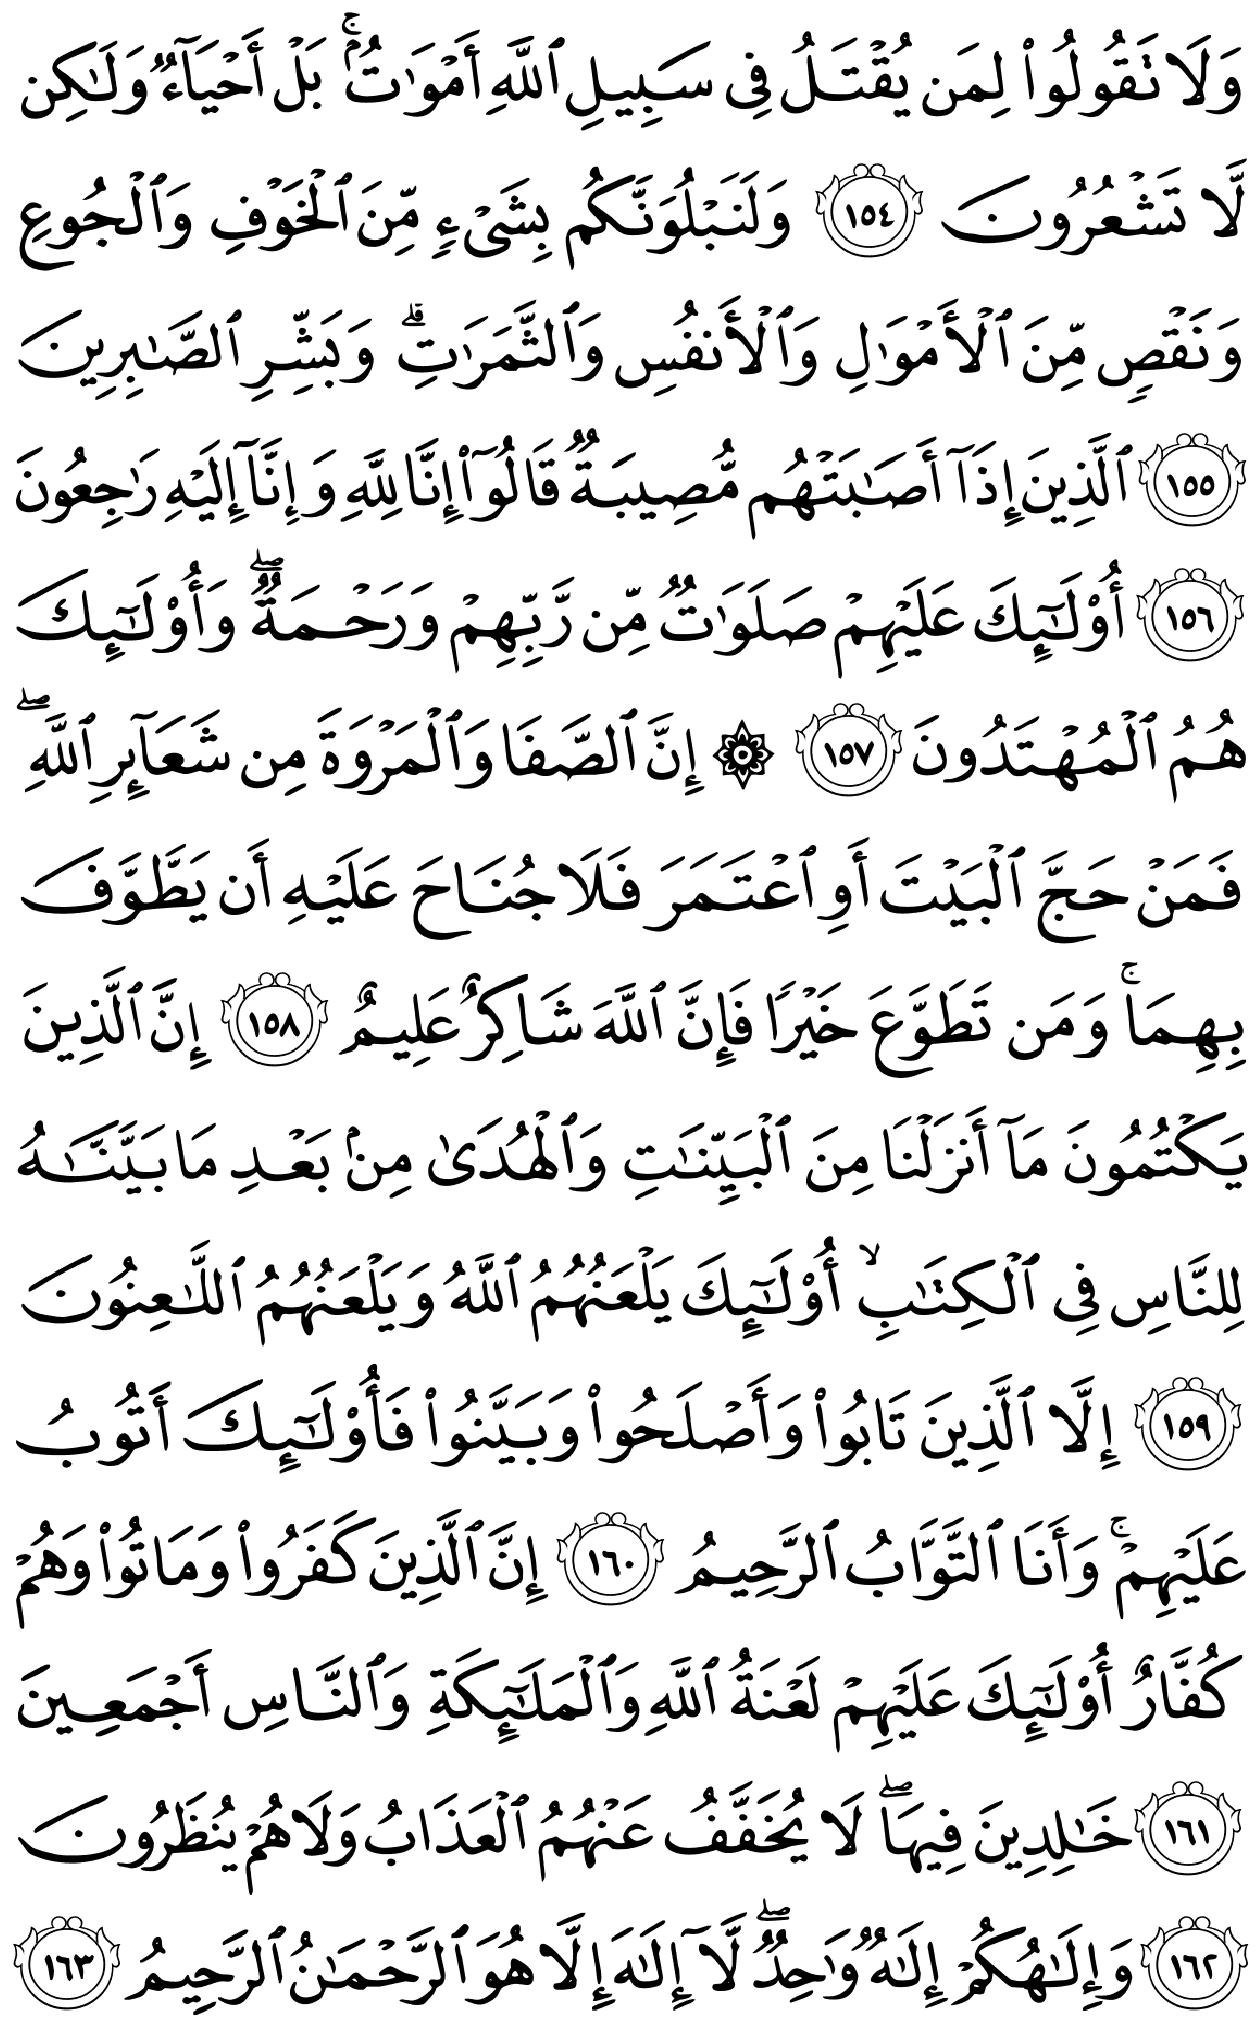 وَلَا تَقُولُوا۟ لِمَن يُقْتَلُ فِى سَبِيلِ ٱللَّهِ أَمْوَٰتٌۢ ۚ بَلْ أَحْيَآءٌ وَلَـٰكِن
لَّا تَشْعُرُونَ ١٥٤ وَلَنَبْلُوَنَّكُم بِشَىْءٍ مِّنَ ٱلْخَوْفِ وَٱلْجُوعِ
وَنَقْصٍ مِّنَ ٱلْأَمْوَٰلِ وَٱلْأَنفُسِ وَٱلثَّمَرَٰتِ ۗ وَبَشِّرِ ٱلصَّـٰبِرِينَ
١٥٥ ٱلَّذِينَ إِذَآ أَصَـٰبَتْهُم مُّصِيبَةٌ قَالُوٓا۟ إِنَّا لِلَّهِ وَإِنَّآ إِلَيْهِ رَٰجِعُونَ
١٥٦ أُو۟لَـٰٓئِكَ عَلَيْهِمْ صَلَوَٰتٌ مِّن رَّبِّهِمْ وَرَحْمَةٌ ۖ وَأُو۟لَـٰٓئِكَ
هُمُ ٱلْمُهْتَدُونَ ١٥٧ ۞ إِنَّ ٱلصَّفَا وَٱلْمَرْوَةَ مِن شَعَآئِرِ ٱللَّهِ ۖ
فَمَنْ حَجَّ ٱلْبَيْتَ أَوِ ٱعْتَمَرَ فَلَا جُنَاحَ عَلَيْهِ أَن يَطَّوَّفَ
بِهِمَا ۚ وَمَن تَطَوَّعَ خَيْرًا فَإِنَّ ٱللَّهَ شَاكِرٌ عَلِيمٌ ١٥٨ إِنَّ ٱلَّذِينَ
يَكْتُمُونَ مَآ أَنزَلْنَا مِنَ ٱلْبَيِّنَـٰتِ وَٱلْهُدَىٰ مِنۢ بَعْدِ مَا بَيَّنَّـٰهُ
لِلنَّاسِ فِى ٱلْكِتَـٰبِ ۙ أُو۟لَـٰٓئِكَ يَلْعَنُهُمُ ٱللَّهُ وَيَلْعَنُهُمُ ٱللَّـٰعِنُونَ
١٥٩ إِلَّا ٱلَّذِينَ تَابُوا۟ وَأَصْلَحُوا۟ وَبَيَّنُوا۟ فَأُو۟لَـٰٓئِكَ أَتُوبُ
عَلَيْهِمْ ۚ وَأَنَا ٱلتَّوَّابُ ٱلرَّحِيمُ ١٦٠ إِنَّ ٱلَّذِينَ كَفَرُوا۟ وَمَاتُوا۟ وَهُمْ
كُفَّارٌ أُو۟لَـٰٓئِكَ عَلَيْهِمْ لَعْنَةُ ٱللَّهِ وَٱلْمَلَـٰٓئِكَةِ وَٱلنَّاسِ أَجْمَعِينَ
١٦١ خَـٰلِدِينَ فِيهَا ۖ لَا يُخَفَّفُ عَنْهُمُ ٱلْعَذَابُ وَلَا هُمْ يُنظَرُونَ
١٦٢ وَإِلَـٰهُكُمْ إِلَـٰهٌ وَٰحِدٌ ۖ لَّآ إِلَـٰهَ إِلَّا هُوَ ٱلرَّحْمَـٰنُ ٱلرَّحِيمُ ١٦٣